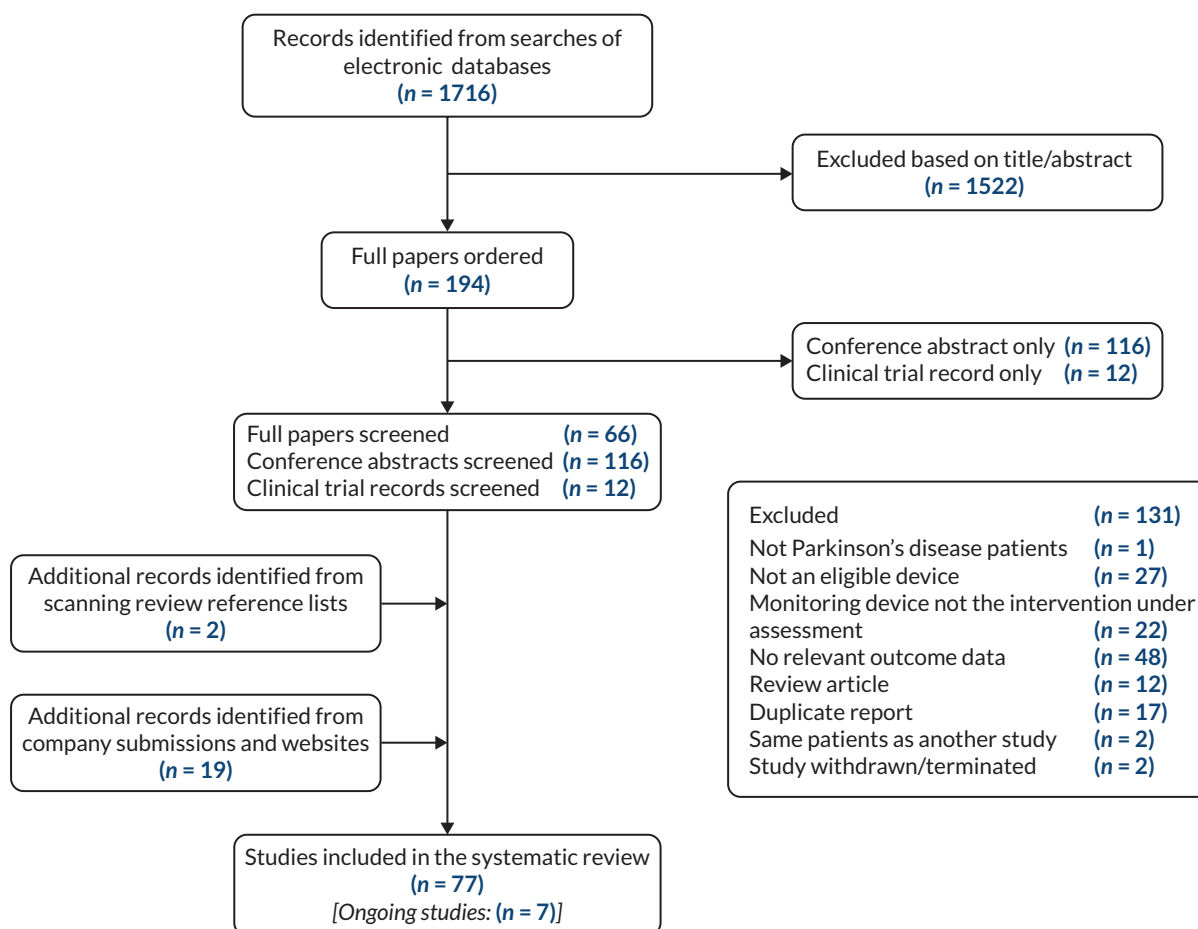 Records identified from searches of
electronic databases
(n = 1716)
Excluded based on title/abstract
(n = 1522)
Full papers ordered
(n = 194)
Conference abstract only (n = 116)
Clinical trial record only (n = 12)
Full papers screened (n = 66)
Conference abstracts screened (n = 116)
Clinical trial records screened (n = 12)
Excluded (n = 131)
Not Parkinson's disease patients (n = 1)
Not an eligible device (n = 27)
Monitoring device not the intervention under
assessment (n = 22)
No relevant outcome data (n = 48)
Review article (n = 12)
Duplicate report (n = 17)
Same patients as another study (n = 2)
Study withdrawn/terminated (n = 2)
Additional records identified from
scanning review reference lists
(n = 2)
Additional records identified from
company submissions and websites
(n = 19)
Studies included in the systematic review
(n = 77)
[Ongoing studies: (n = 7)]